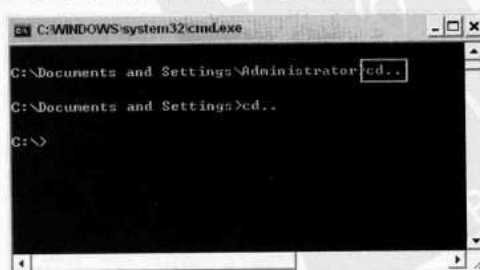 C:\WINDOWS\system32\cmd.exe
C:\Documents and Settings\Administrator>cd..
C:\Documents and Settings>cd..
C:\>